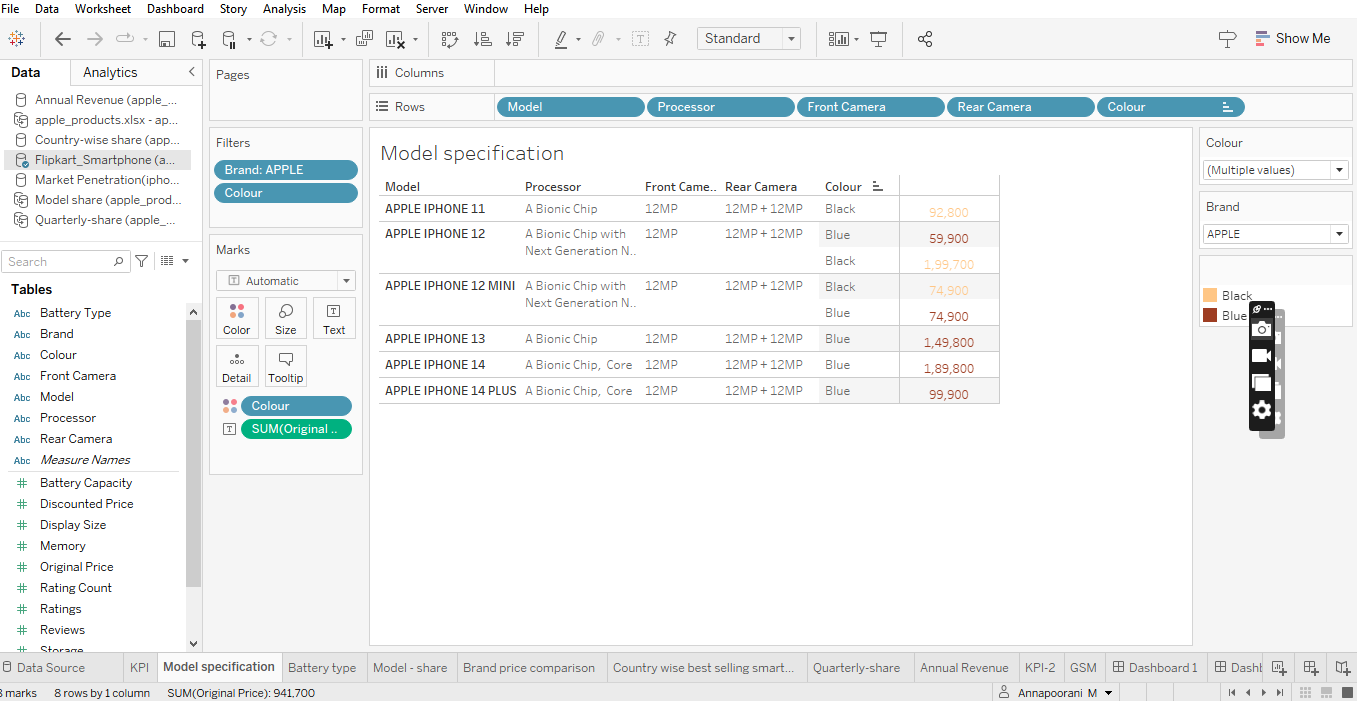 File Data Worksheet Dashboard Story Analysis Map Format Server Window Help
Standard
Show Me
Data Analytics
Annual Revenue (apple_...
apple_products.xlsx - ap...
Country-wise share (app...
Flipkart_Smartphone (a...
Market Penetration(ipho...
Model share (apple_prod...
Quarterly-share (apple_...
Search
Tables
Abc Battery Type
Abc Brand
Abc Colour
Abc Front Camera
Abc Model
Abc Processor
Abc Rear Camera
Abc Measure Names
# Battery Capacity
# Discounted Price
# Display Size
# Memory
# Original Price
# Rating Count
# Ratings
# Reviews
Storage
Pages
Filters
Brand: APPLE
Colour
Marks
T Automatic
Color Size Text
Detail Tooltip
Colour
T SUM(Original ..
Columns
Rows Model Processor Front Camera Rear Camera Colour
Model specification
Model Processor Front Came.. Rear Camera Colour
APPLE IPHONE 11 A Bionic Chip 12MP 12MP + 12MP Black 92,800
APPLE IPHONE 12 A Bionic Chip with 12MP 12MP + 12MP Blue 59,900
Next Generation N..
Black 1,99,700
APPLE IPHONE 12 MINI A Bionic Chip with 12MP 12MP + 12MP Black 74,900
Next Generation N..
Blue 74,900
APPLE IPHONE 13 A Bionic Chip 12MP 12MP + 12MP Blue 1,49,800
APPLE IPHONE 14 A Bionic Chip, Core 12MP 12MP + 12MP Blue 1,89,800
APPLE IPHONE 14 PLUS A Bionic Chip, Core 12MP 12MP + 12MP Blue 99,900
Colour
(Multiple values)
Brand
APPLE
Black
Blue
Data Source KPI Model specification Battery type Model - share Brand price comparison Country wise best selling smart... Quarterly-share Annual Revenue KPI-2 GSM Dashboard 1 Dashb
marks 8 rows by 1 column SUM(Original Price): 941,700 Annapoorani M